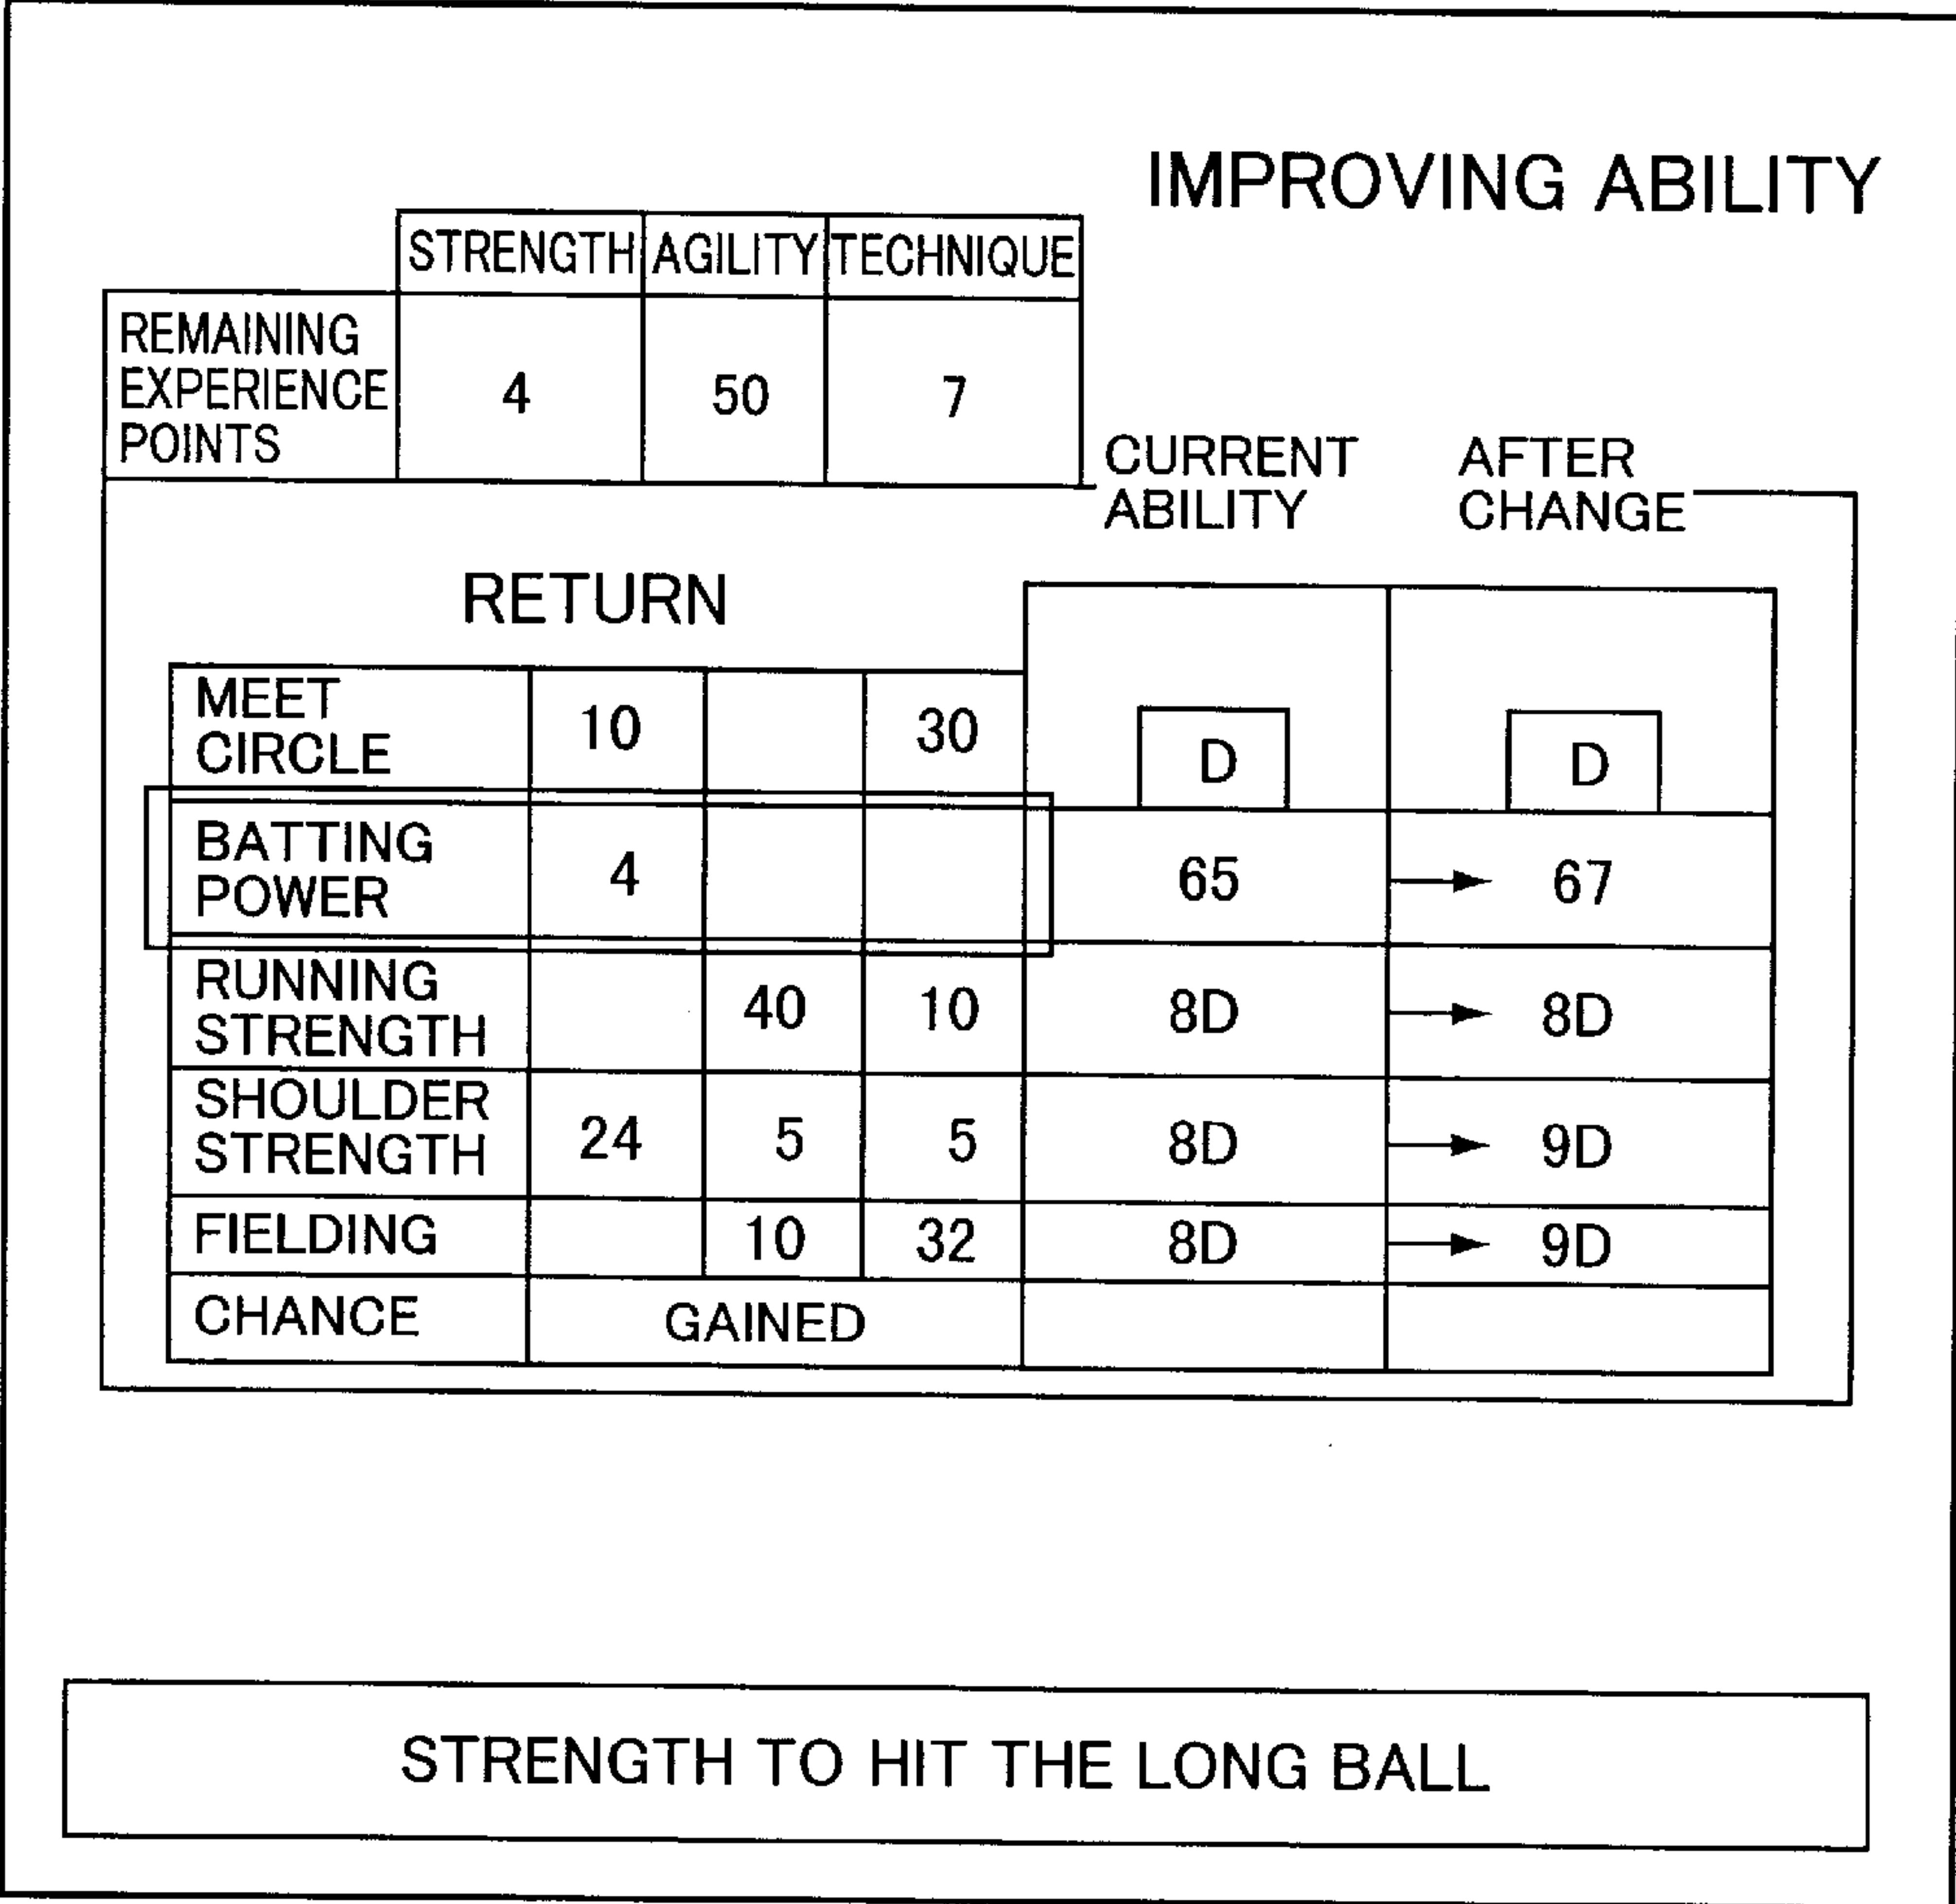 IMPROVING ABILITY
STRENGTH AGILITY TECHNIQUE
REMAINING
EXPERIENCE
POINTS
4 50 7
CURRENT
ABILITY
AFTER
CHANGE
RETURN
MEET
CIRCLE
10 30 D D
BATTING
POWER
4 65 67
RUNNING
STRENGTH
40 10 8D 8D
SHOULDER
STRENGTH
24 5 5 8D 9D
FIELDING 10 32 8D 9D
CHANCE GAINED
STRENGTH TO HIT THE LONG BALL